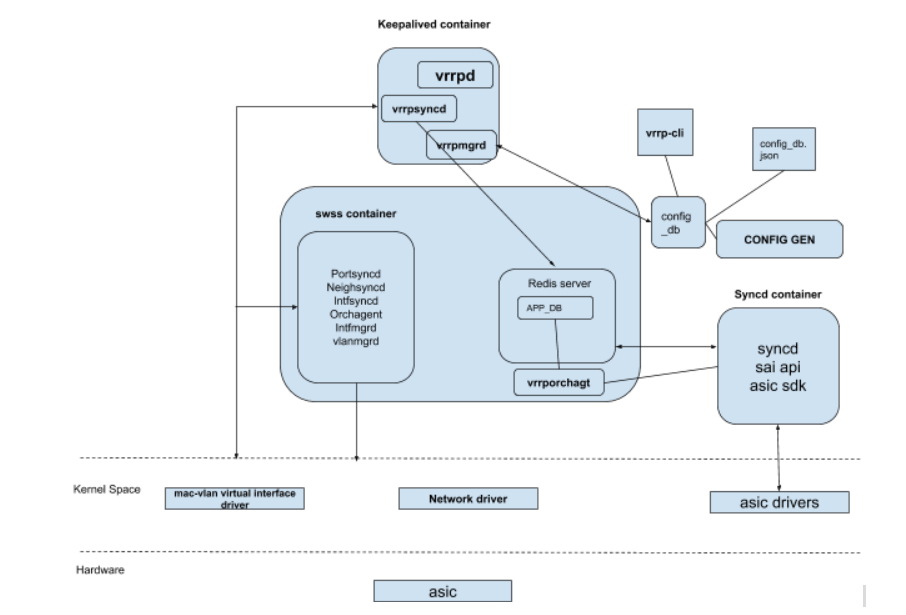 Keepalived container
vrrpd
vrrpsyncd
vrrpmgrd
vrrp-cli
config_db.
json
config
_db
CONFIG GEN
swss container
Portsyncd
Neighsyncd
Intfsyncd
Orchagent
Intfmgrd
vlanmgrd
Redis server
APP_DB
vrrporchagt
Syncd container
syncd
sai api
asic sdk
Kernel Space
mac-vlan virtual interface
driver
Network driver
asic drivers
Hardware
asic